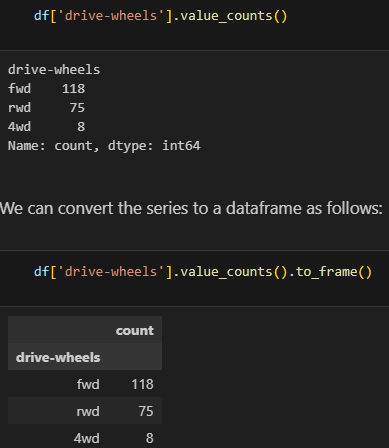 df['drive-wheels'].value_counts()
drive-wheels
fwd    118
rwd     75
4wd      8
Name: count, dtype: int64
We can convert the series to a dataframe as follows:
df['drive-wheels'].value_counts().to_frame()
count
drive-wheels
fwd 118
rwd 75
4wd 8